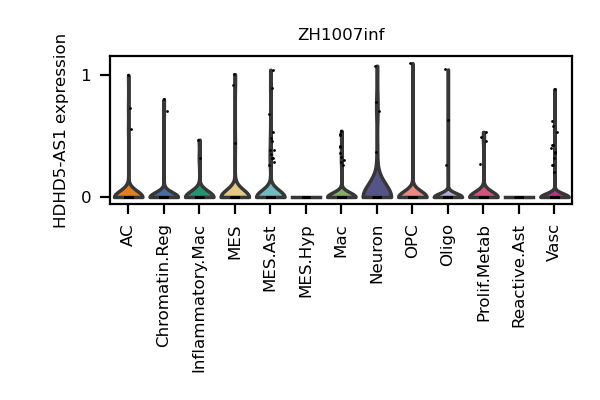 ZH1007inf
HDHD5-AS1 expression
1
0
AC
Chromatin.Reg
Inflammatory.Mac
MES
MES.Ast
MES.Hyp
Mac
Neuron
OPC
Oligo
Prolif.Metab
Reactive.Ast
Vasc